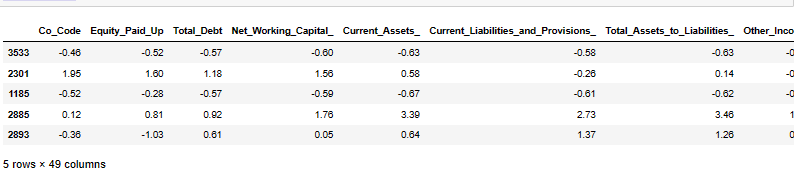 Co_Code Equity_Paid_Up Total_Debt Net_Working_Capital_ Current_Assets_ Current_Liabilities_and_Provisions_ Total_Assets_to_Liabilities_ Other_Inco
3533 -0.46 -0.52 -0.57 -0.60 -0.63 -0.58 -0.63 -0
2301 1.95 1.60 1.18 1.56 0.58 -0.26 0.14 -0
1185 -0.52 -0.28 -0.57 -0.59 -0.67 -0.61 -0.62 -0
2885 0.12 0.81 0.92 1.76 3.39 2.73 3.46 1
2893 -0.36 -1.03 0.61 0.05 0.64 1.37 1.26 0
5 rows × 49 columns